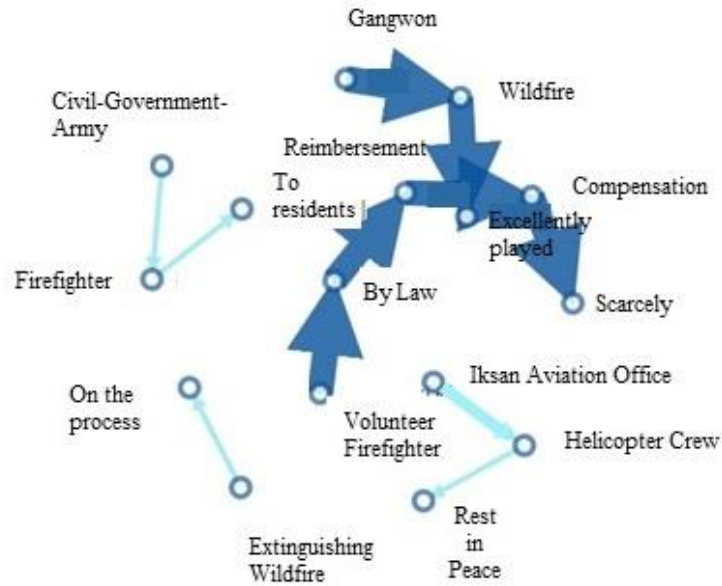 Gangwon
Wildfire
Civil-Government-
Army
Reimbersement
To
residents
Compensation
Excellently
played
Firefighter
By Law
Scarcely
On the
process
Iksan Aviation Office
Volunteer
Firefighter
Helicopter Crew
Rest
in
Peace
Extinguishing
Wildfire